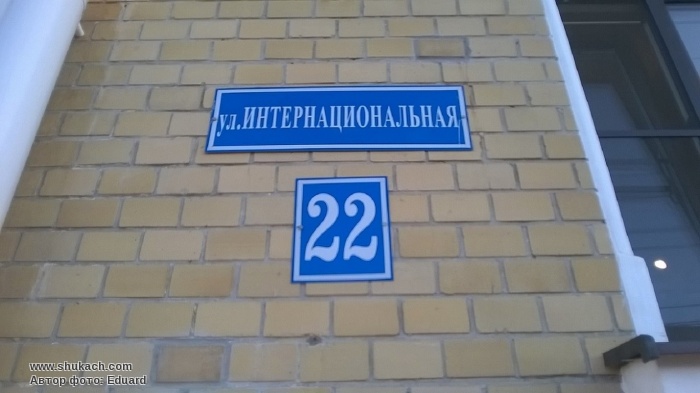 ул.ИНТЕРНАЦИОНАЛЬНАЯ
22
www.shukach.com
Автор фото: Eduard